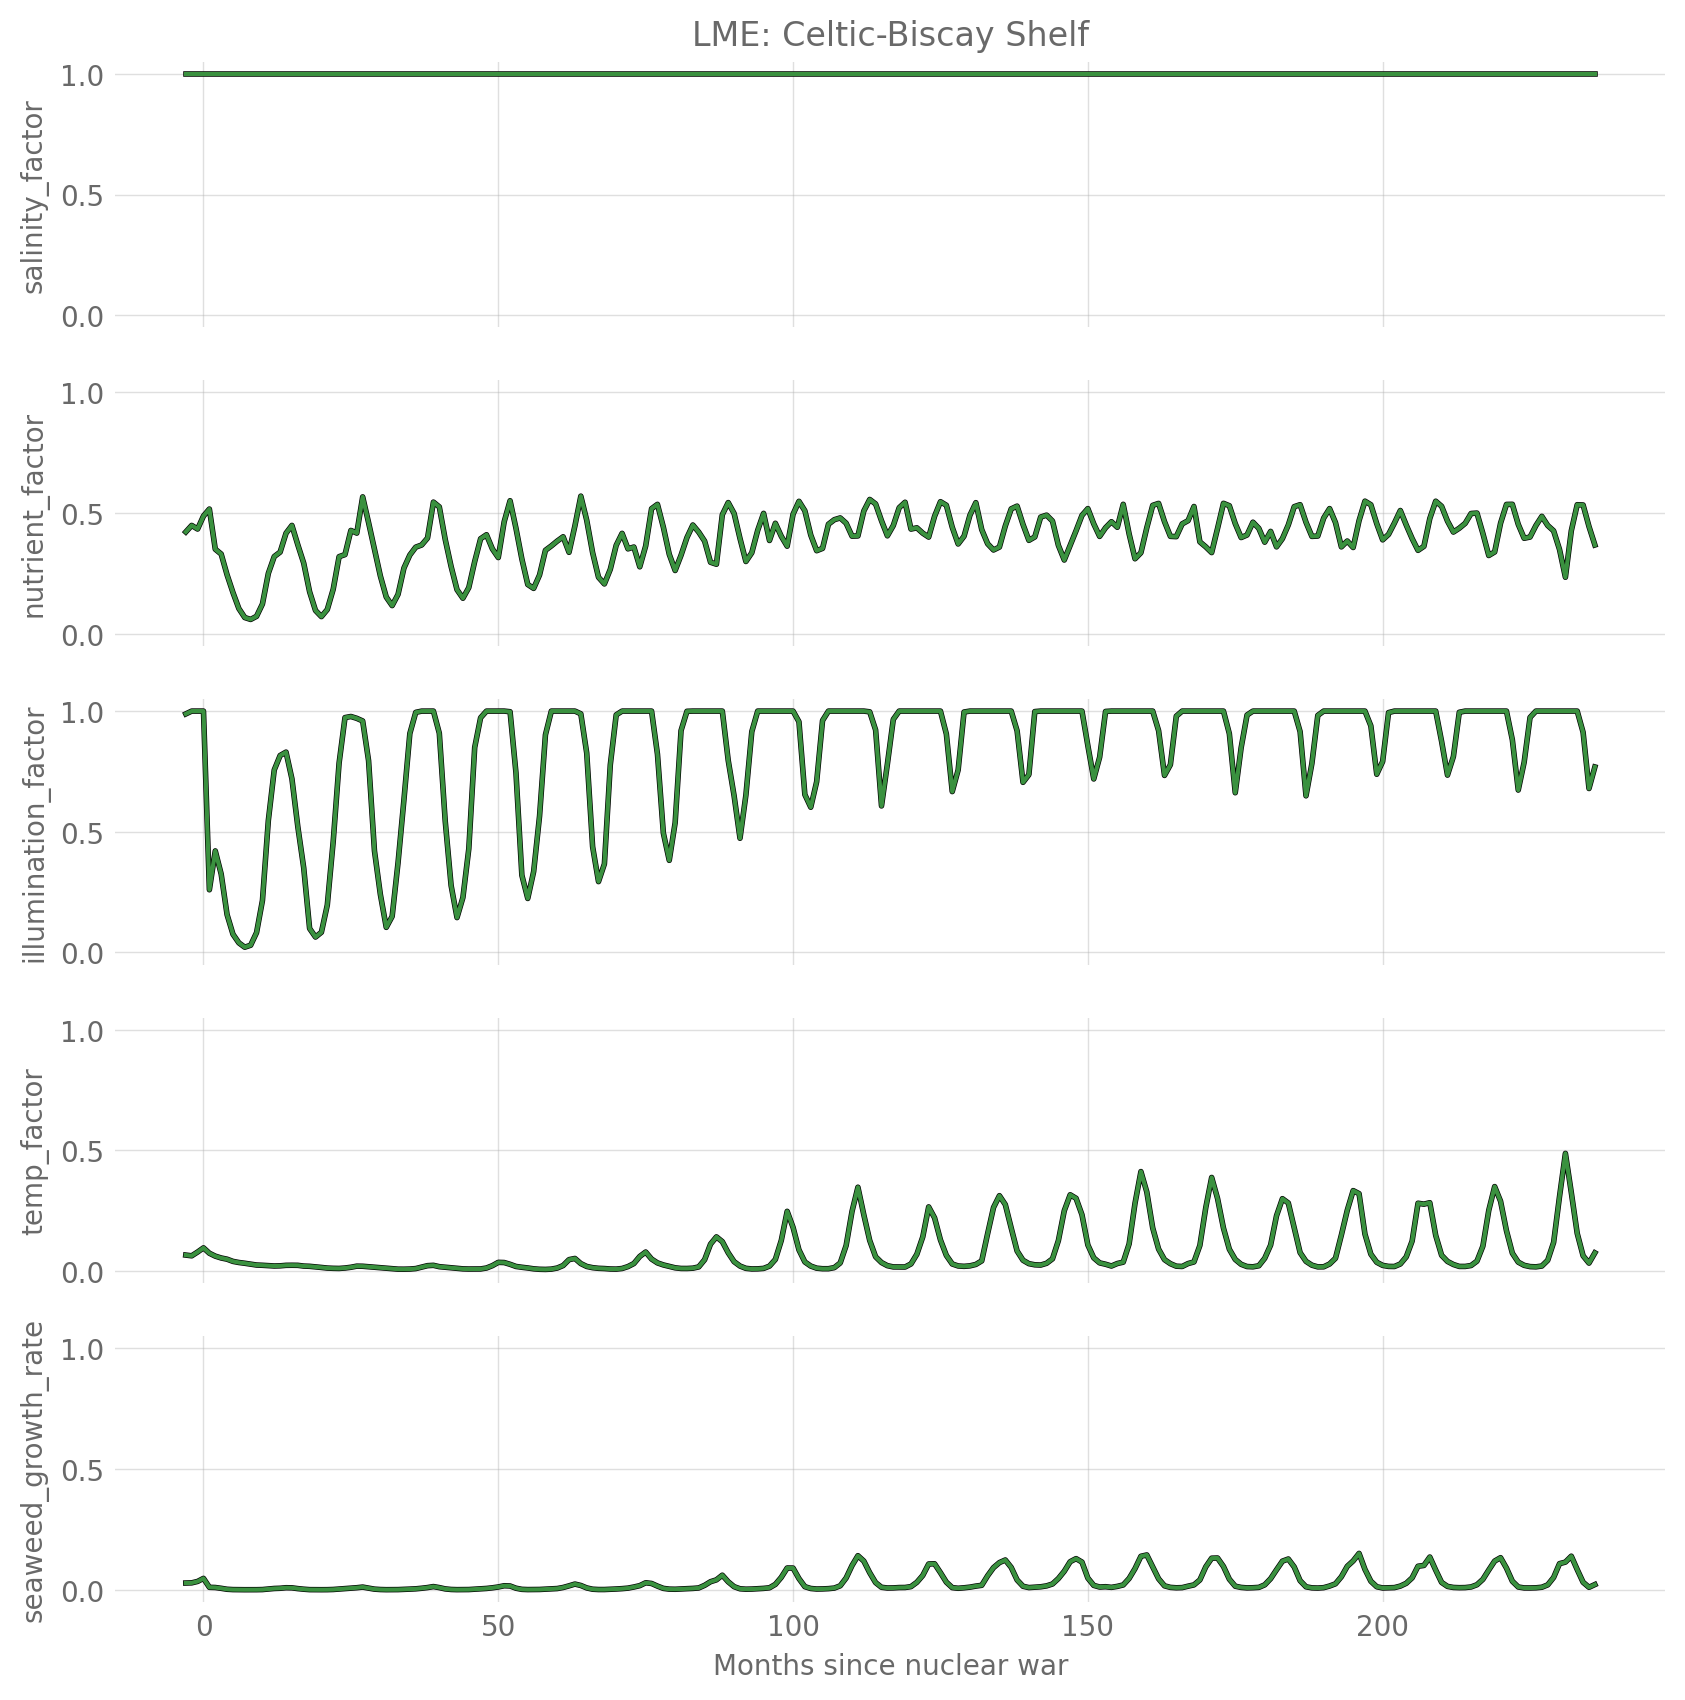 LME: Celtic-Biscay Shelf
salinity_factor
1.0
0.5
0.0
nutrient_factor
1.0
0.5
0.0
illumination_factor
1.0
0.5
0.0
temp_factor
1.0
0.5
0.0
seaweed_growth_rate
1.0
0.5
0.0
0 50 100 150 200
Months since nuclear war